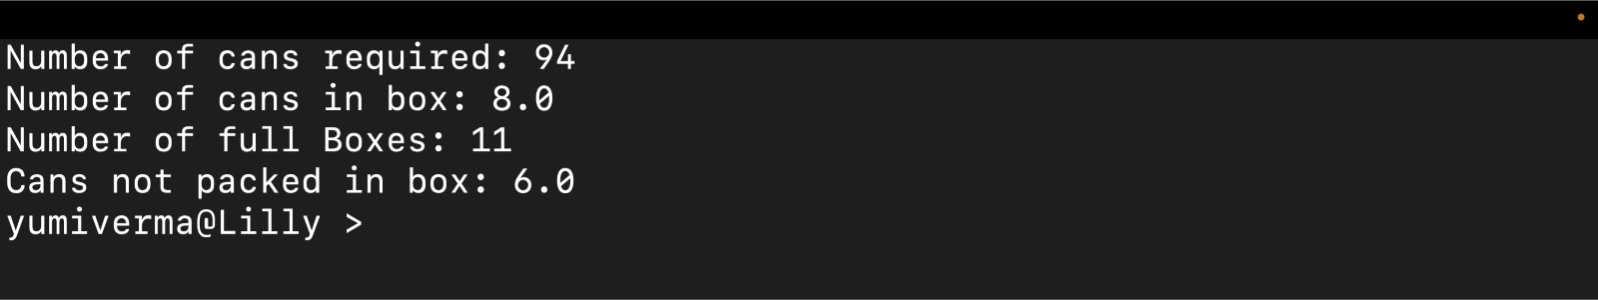 Number of cans required: 94
Number of cans in box: 8.0
Number of full Boxes: 11
Cans not packed in box: 6.0
yumiverma@Lilly >